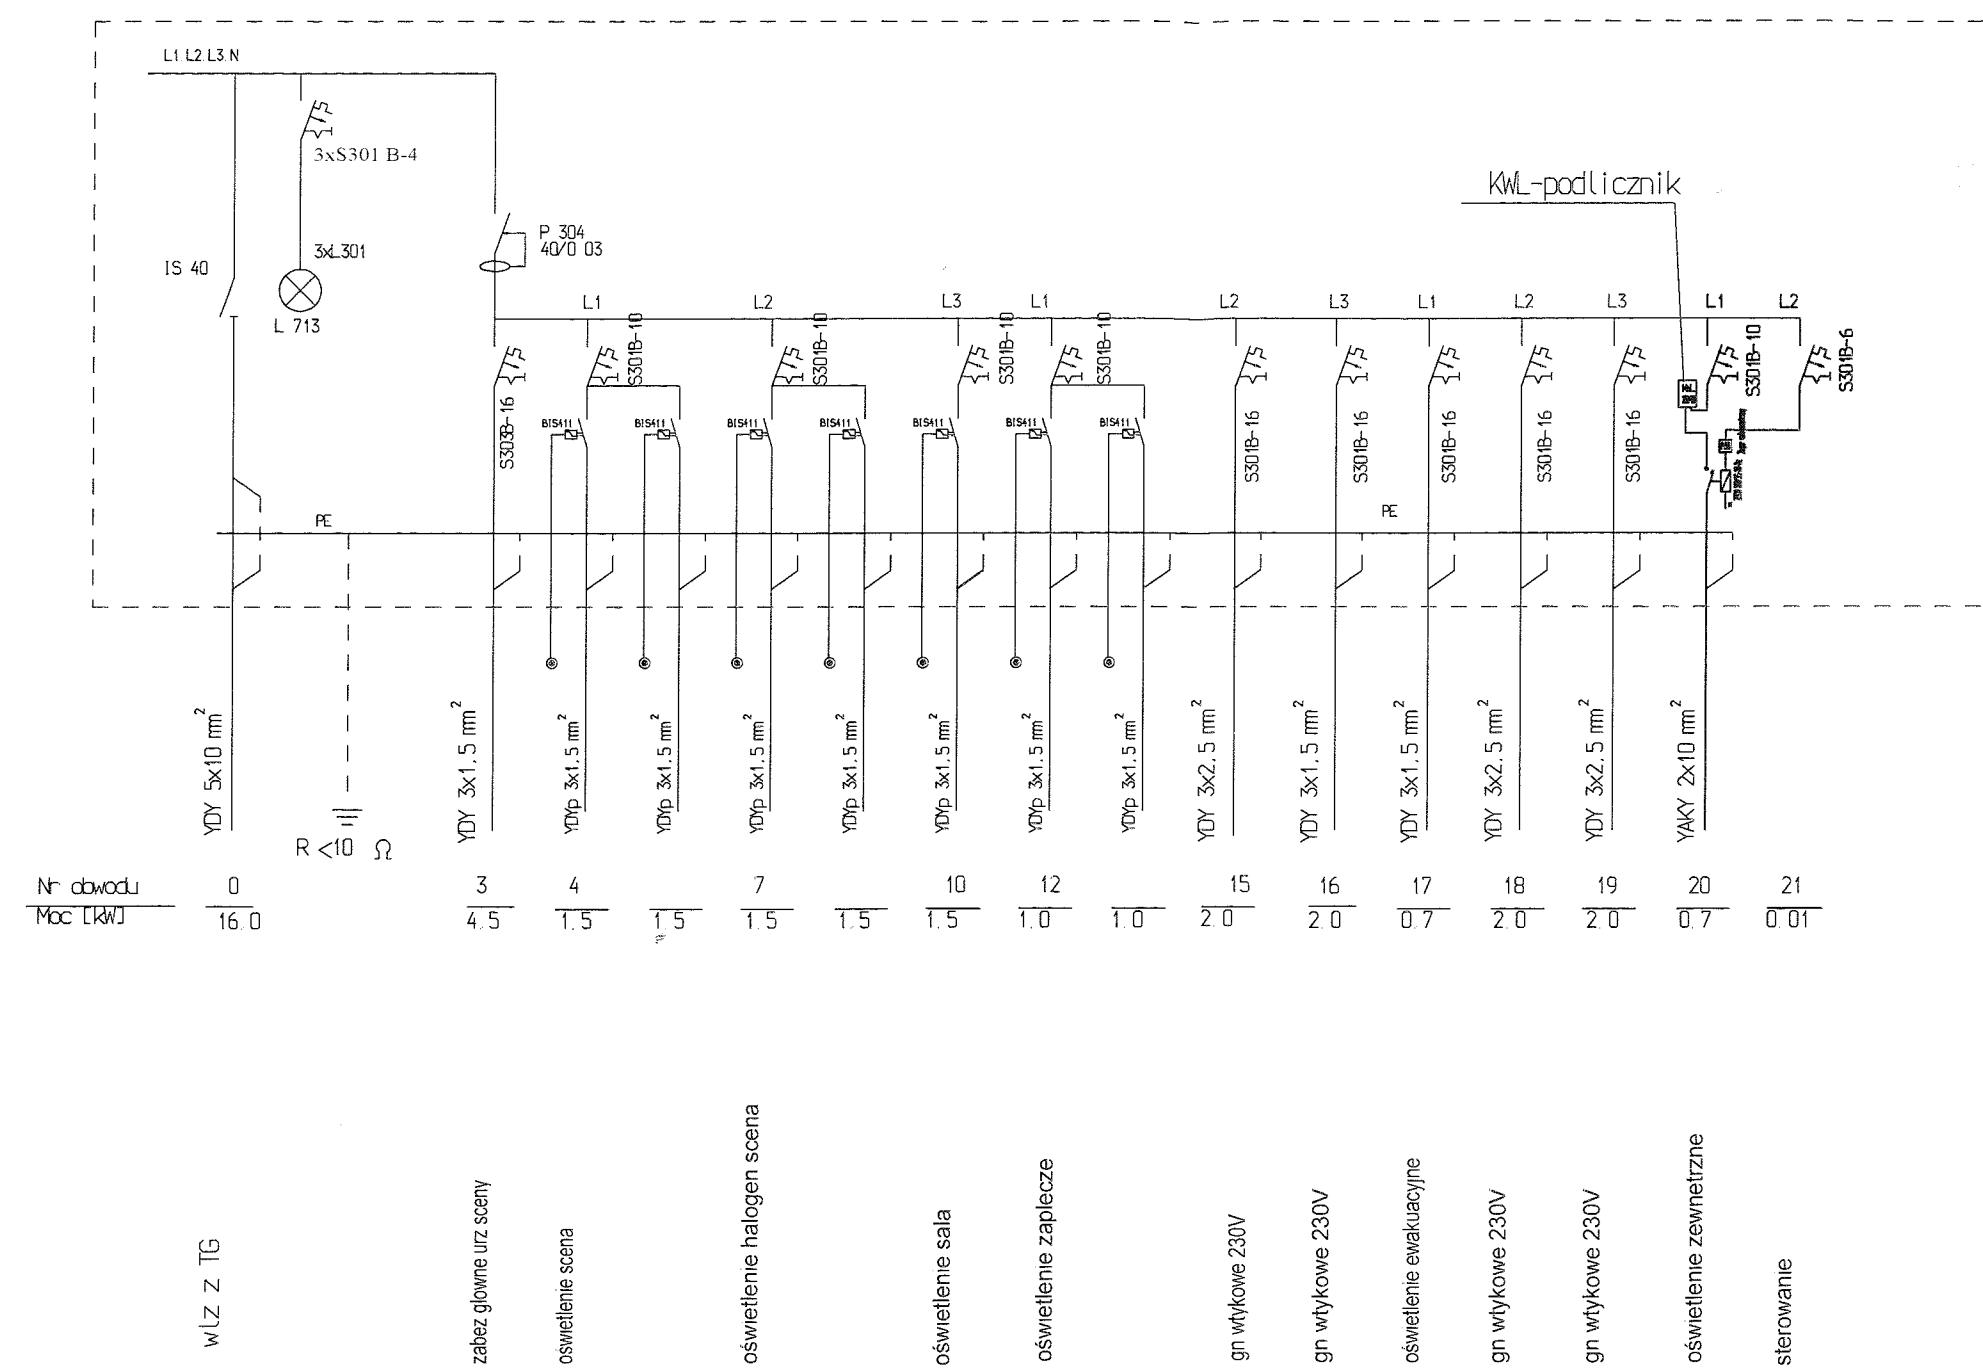 L1.L2.L3.N
3xS301 B-4
KWL-podlicznik
P 304
40/0 03
3xL301
IS 40
L 713
L1
L2
L3
L1
L2
L3
L1
L2
L3
L1
L2
S301B-10
S301B-10
S301B-10
S301B-10
S301B-10
S301B-6
S303B-16
BIS411
BIS411
BIS411
BIS411
BIS411
BIS411
BIS411
S301B-16
S301B-16
S301B-16
S301B-16
S301B-16
PE
PE
YDY 5x10 mm²
R <10 Ω
YDY 3x1.5 mm²
YDYp 3x1.5 mm²
YDYp 3x1.5 mm²
YDYp 3x1.5 mm²
YDYp 3x1.5 mm²
YDYp 3x1.5 mm²
YDYp 3x1.5 mm²
YDYp 3x1.5 mm²
YDY 3x2.5 mm²
YDY 3x1.5 mm²
YDY 3x1.5 mm²
YDY 3x2.5 mm²
YDY 3x2.5 mm²
YAKY 2x10 mm²
Nr obwodu 0 3 4 7 10 12 15 16 17 18 19 20 21
Moc [kW] 16.0 4.5 1.5 1.5 1.5 1.5 1.5 1.0 1.0 2.0 2.0 0.7 2.0 2.0 0.7 0.01
wlz z TG
zabez glowne urz sceny
oświetlenie scena
oświetlenie halogen scena
oświetlenie sala
oświetlenie zaplecze
gn wtykowe 230V
gn wtykowe 230V
oświetlenie ewakuacyjne
gn wtykowe 230V
gn wtykowe 230V
oświetlenie zewnetrzne
sterowanie